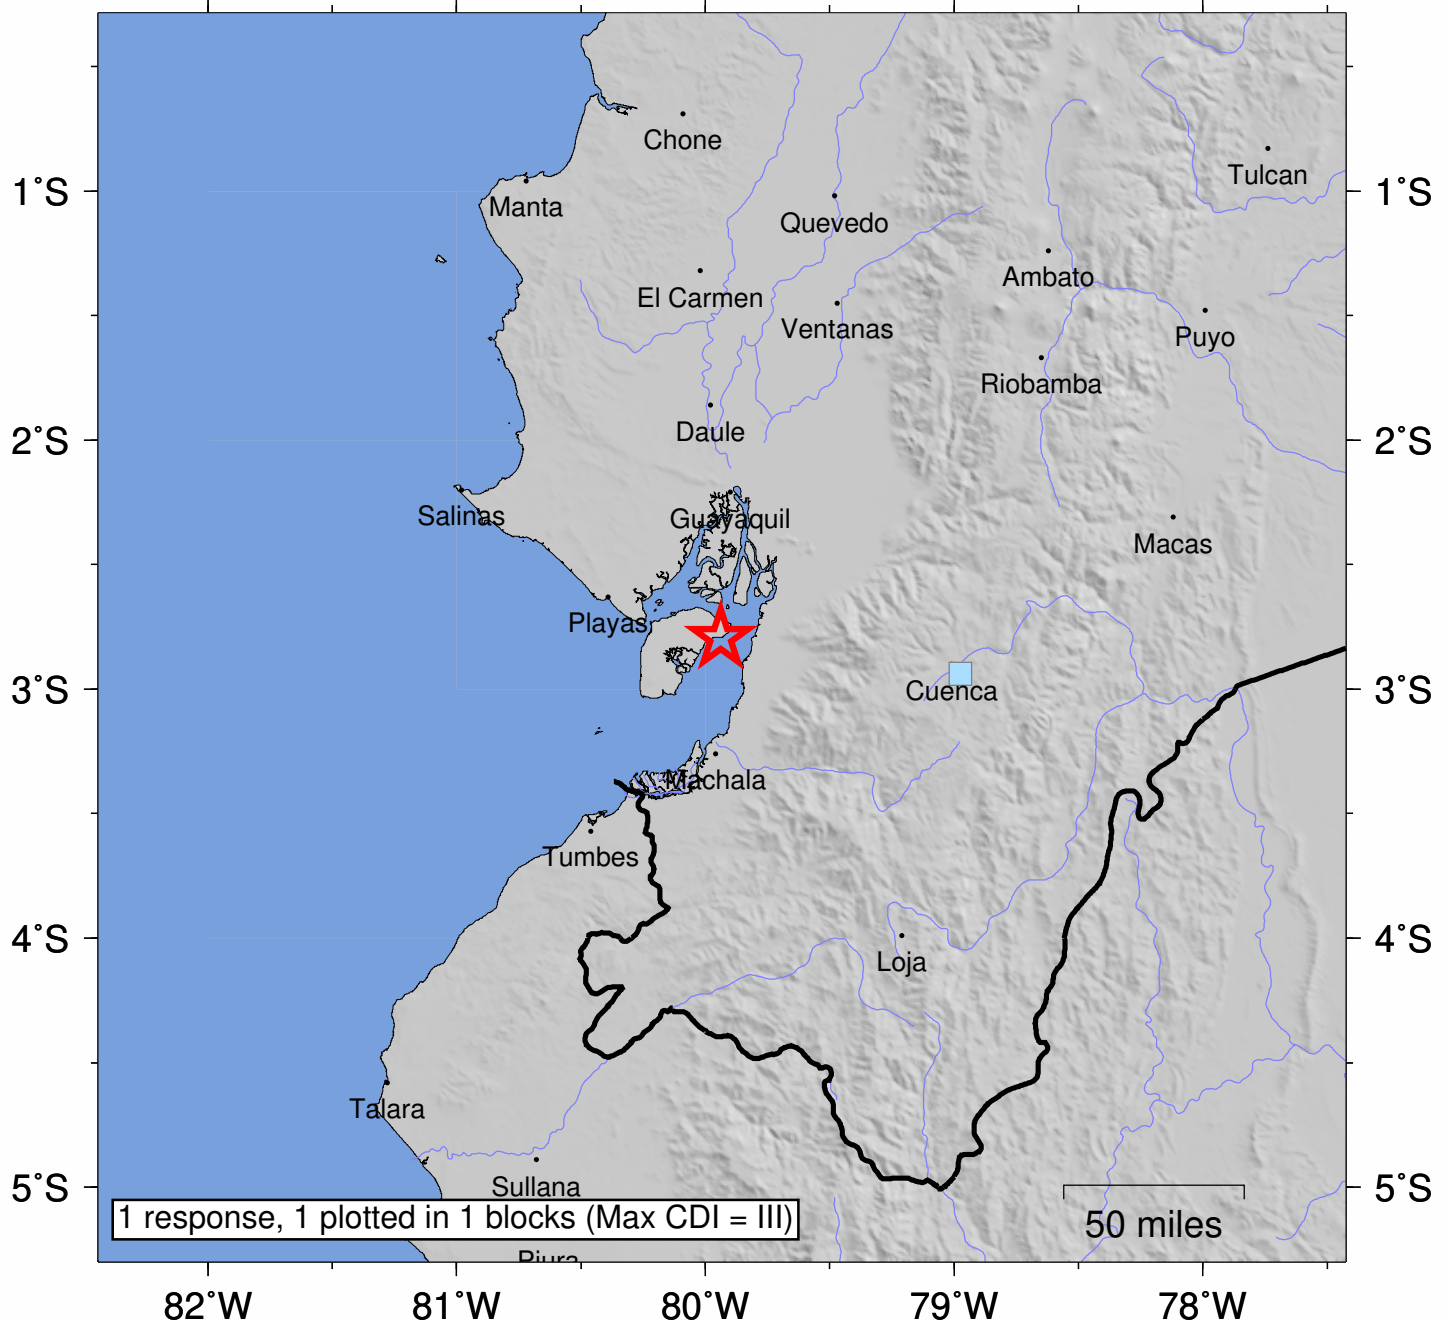 Chone
Tulcan
1°S
1°S
Manta
Quevedo
Ambato
El Carmen
Ventanas
Puyo
Riobamba
Daule
2°S
2°S
Salinas
Guayaquil
Macas
Playas
3°S
3°S
Cuenca
Machala
Tumbes
4°S
4°S
Loja
Talara
5°S
5°S
Sullana
1 response, 1 plotted in 1 blocks (Max CDI = III)
50 miles
Piura
82°W
81°W
80°W
79°W
78°W